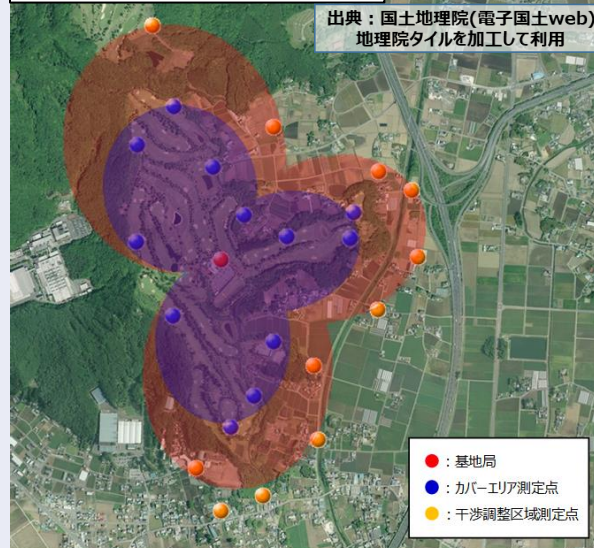 出典：国土地理院(電子国土web)
地理院タイルを加工して利用
：基地局
：カバーエリア測定点
：干渉調整区域測定点